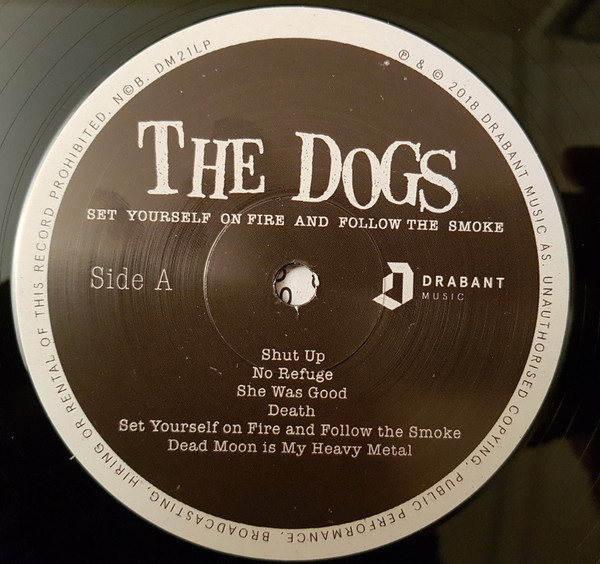 THE DOGS
SET YOURSELF ON FIRE AND FOLLOW THE SMOKE
Side A
DRABANT
MUSIC
Shut Up
No Refuge
She Was Good
Death
Set Yourself on Fire and Follow the Smoke
Dead Moon is My Heavy Metal
℗ & © 2018 DRABANT MUSIC AS. UNAUTHORISED COPYING, PUBLIC PERFORMANCE, BROADCASTING, HIRING OR RENTAL OF THIS RECORD PROHIBITED. N©B. DM21LP